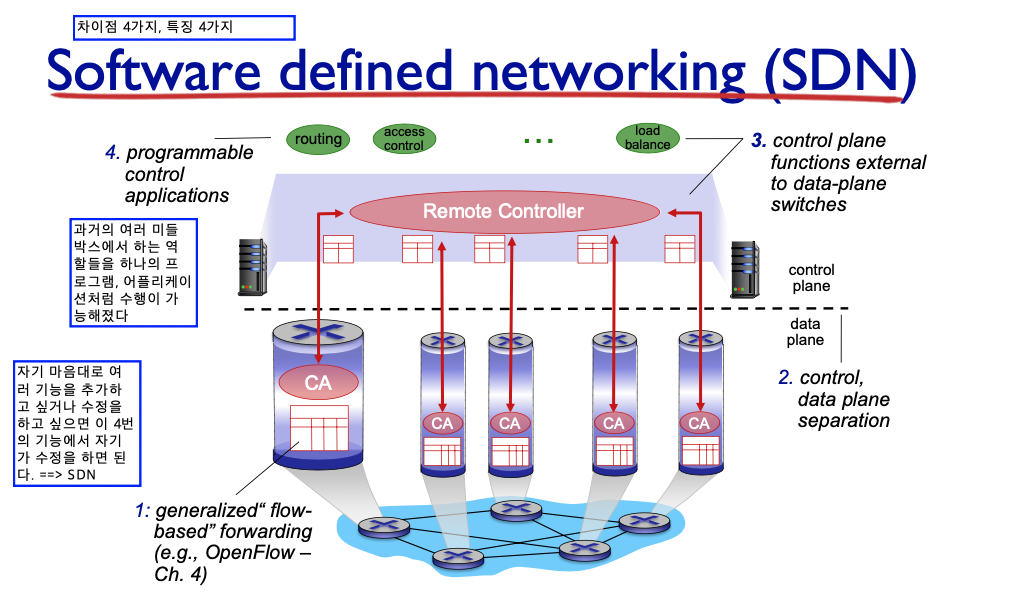 차이점 4가지, 특징 4가지
Software defined networking (SDN)
routing
access
control
...
load
balance
4. programmable
control
applications
3. control plane
functions external
to data-plane
switches
Remote Controller
과거의 여러 미들
박스에서 하는 역
할들을 하나의 프
로그램, 어플리케이
션처럼 수행이 가
능해졌다
control
plane
data
plane
자기 마음대로 여
러 기능을 추가하
고 싶거나 수정을
하고 싶으면 이 4번
의 기능에서 자기
가 수정을 하면 된
다. ==> SDN
CA
CA
CA
CA
CA
2. control,
data plane
separation
1: generalized“ flow-
based” forwarding
(e.g., OpenFlow –
Ch. 4)